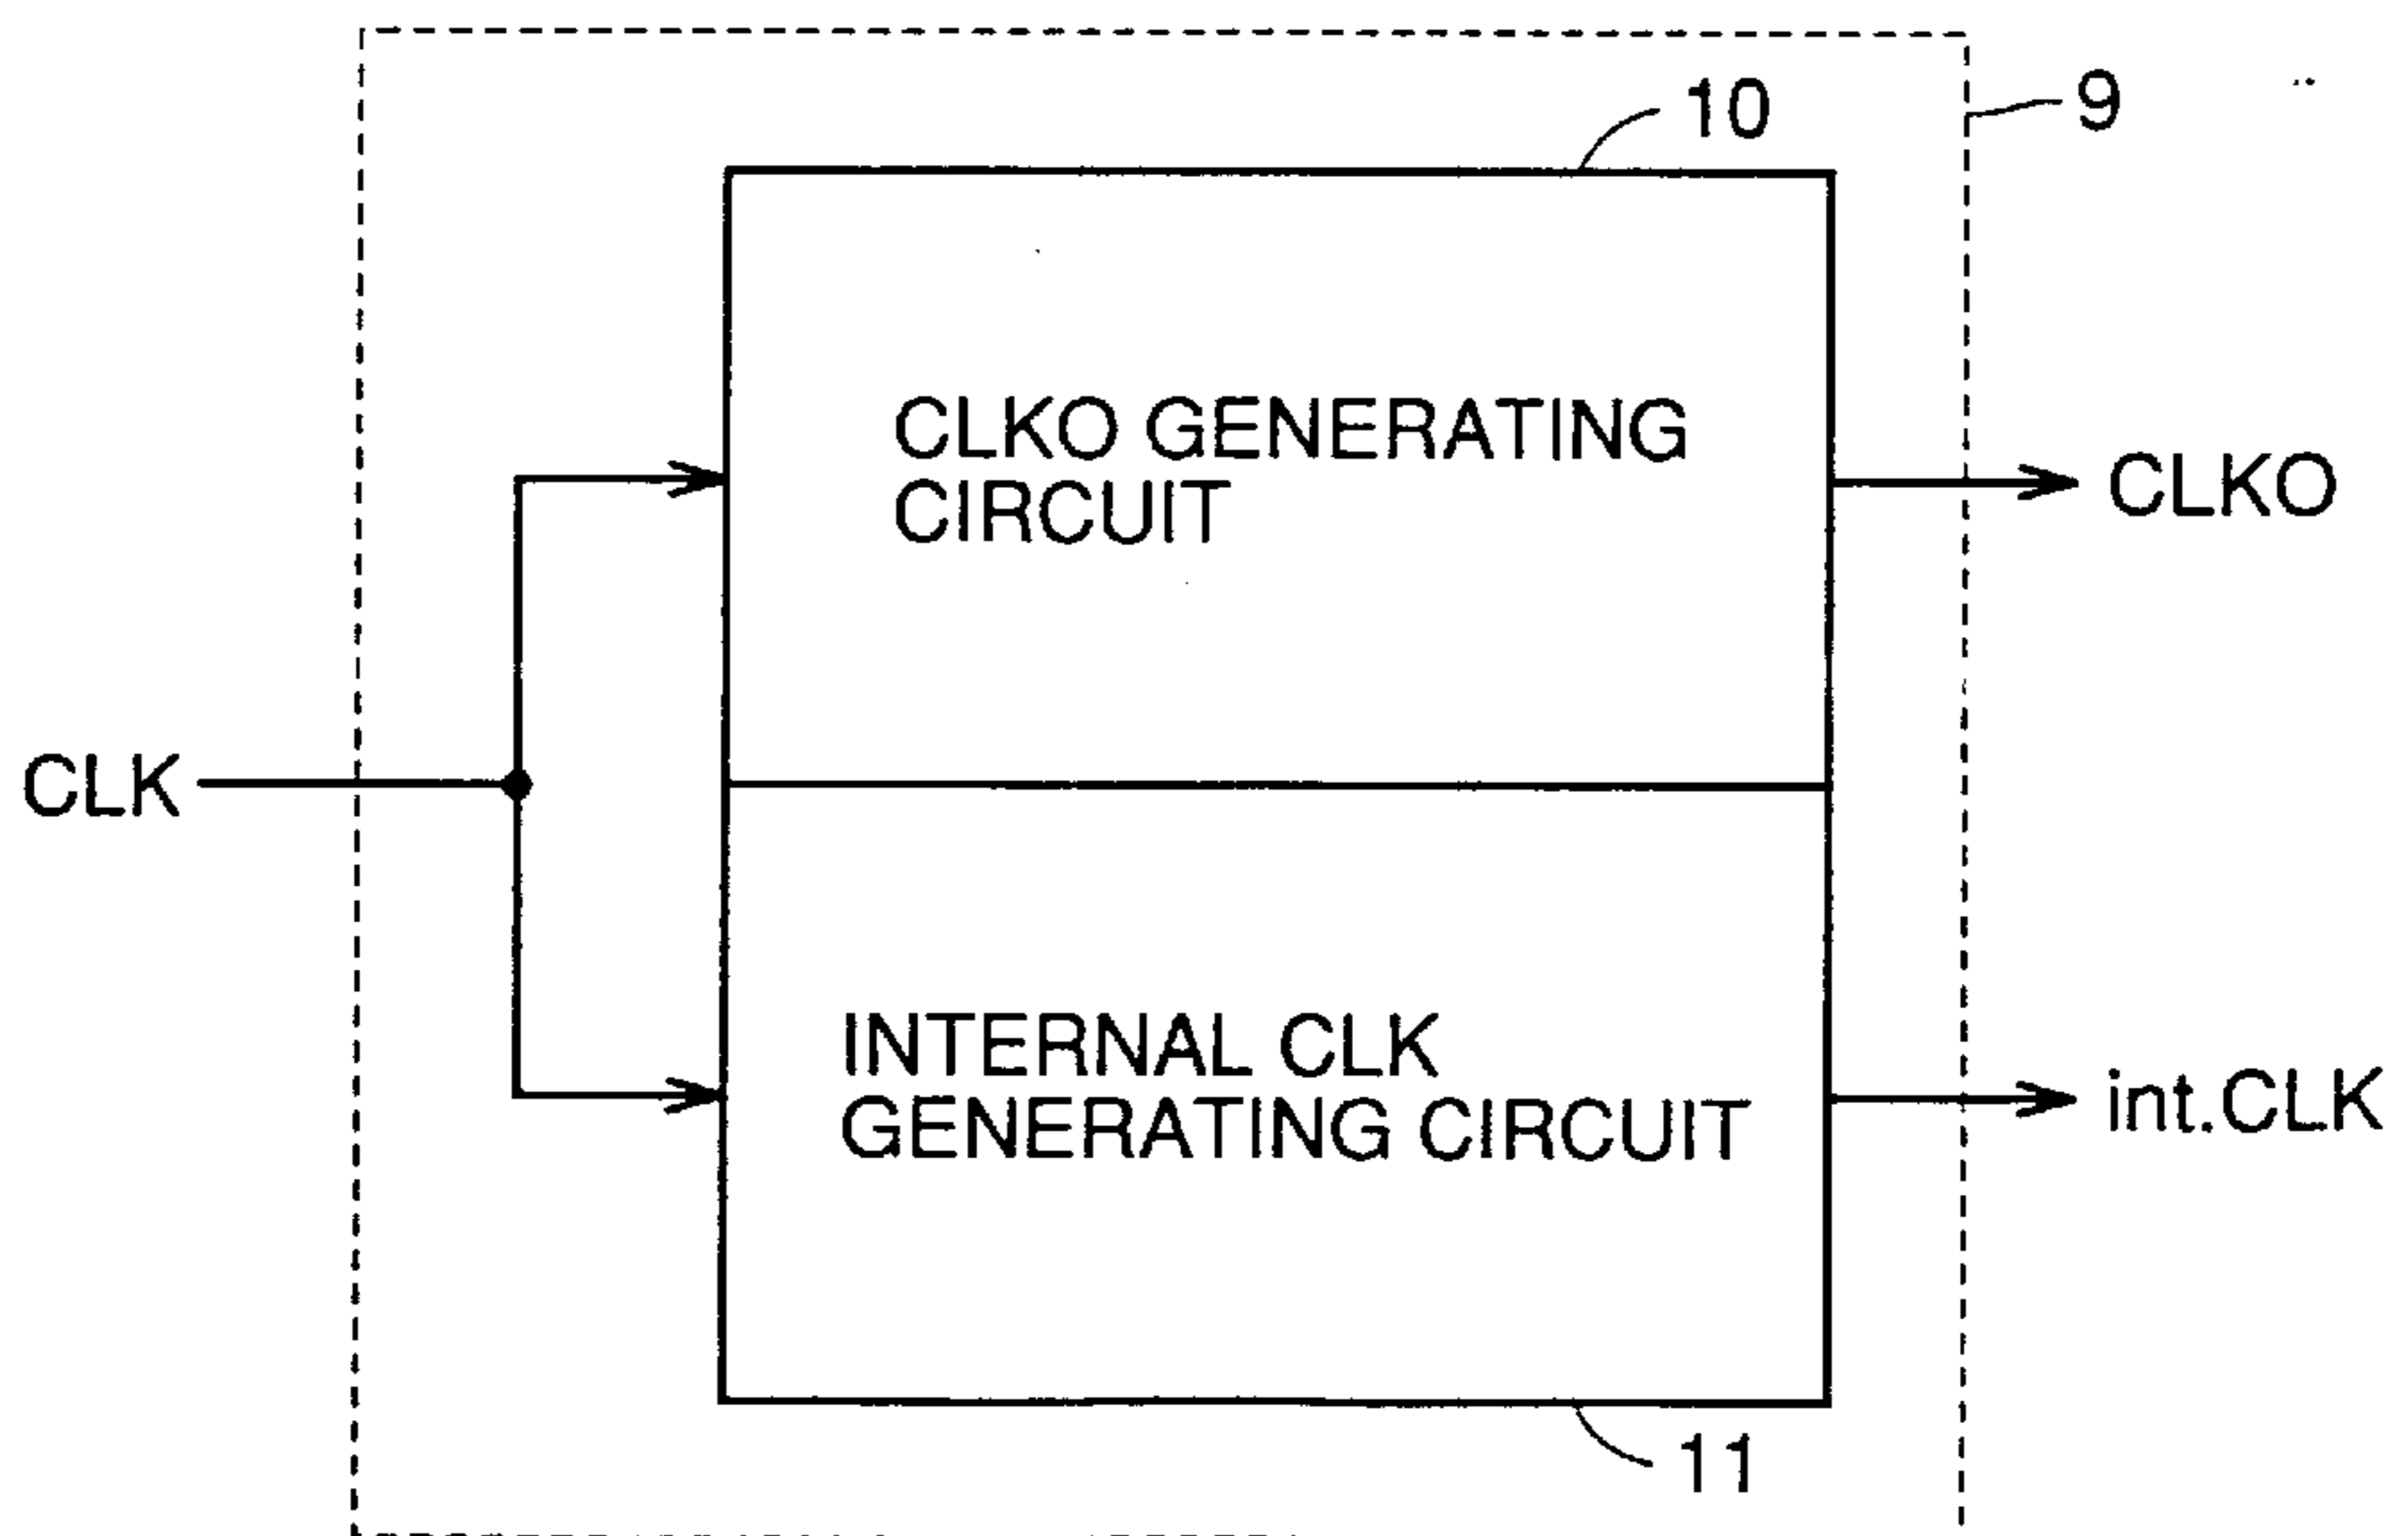 10
9
CLKO GENERATING
CIRCUIT
CLKO
CLK
INTERNAL CLK
GENERATING CIRCUIT
int.CLK
11